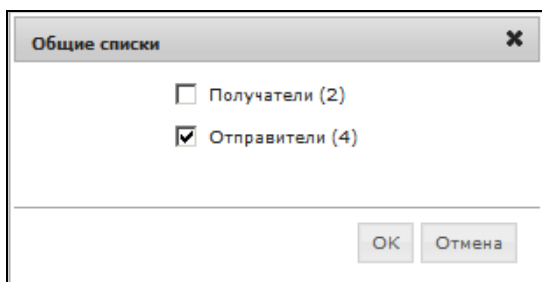 Общие списки
Получатели (2)
Отправители (4)
OK Отмена